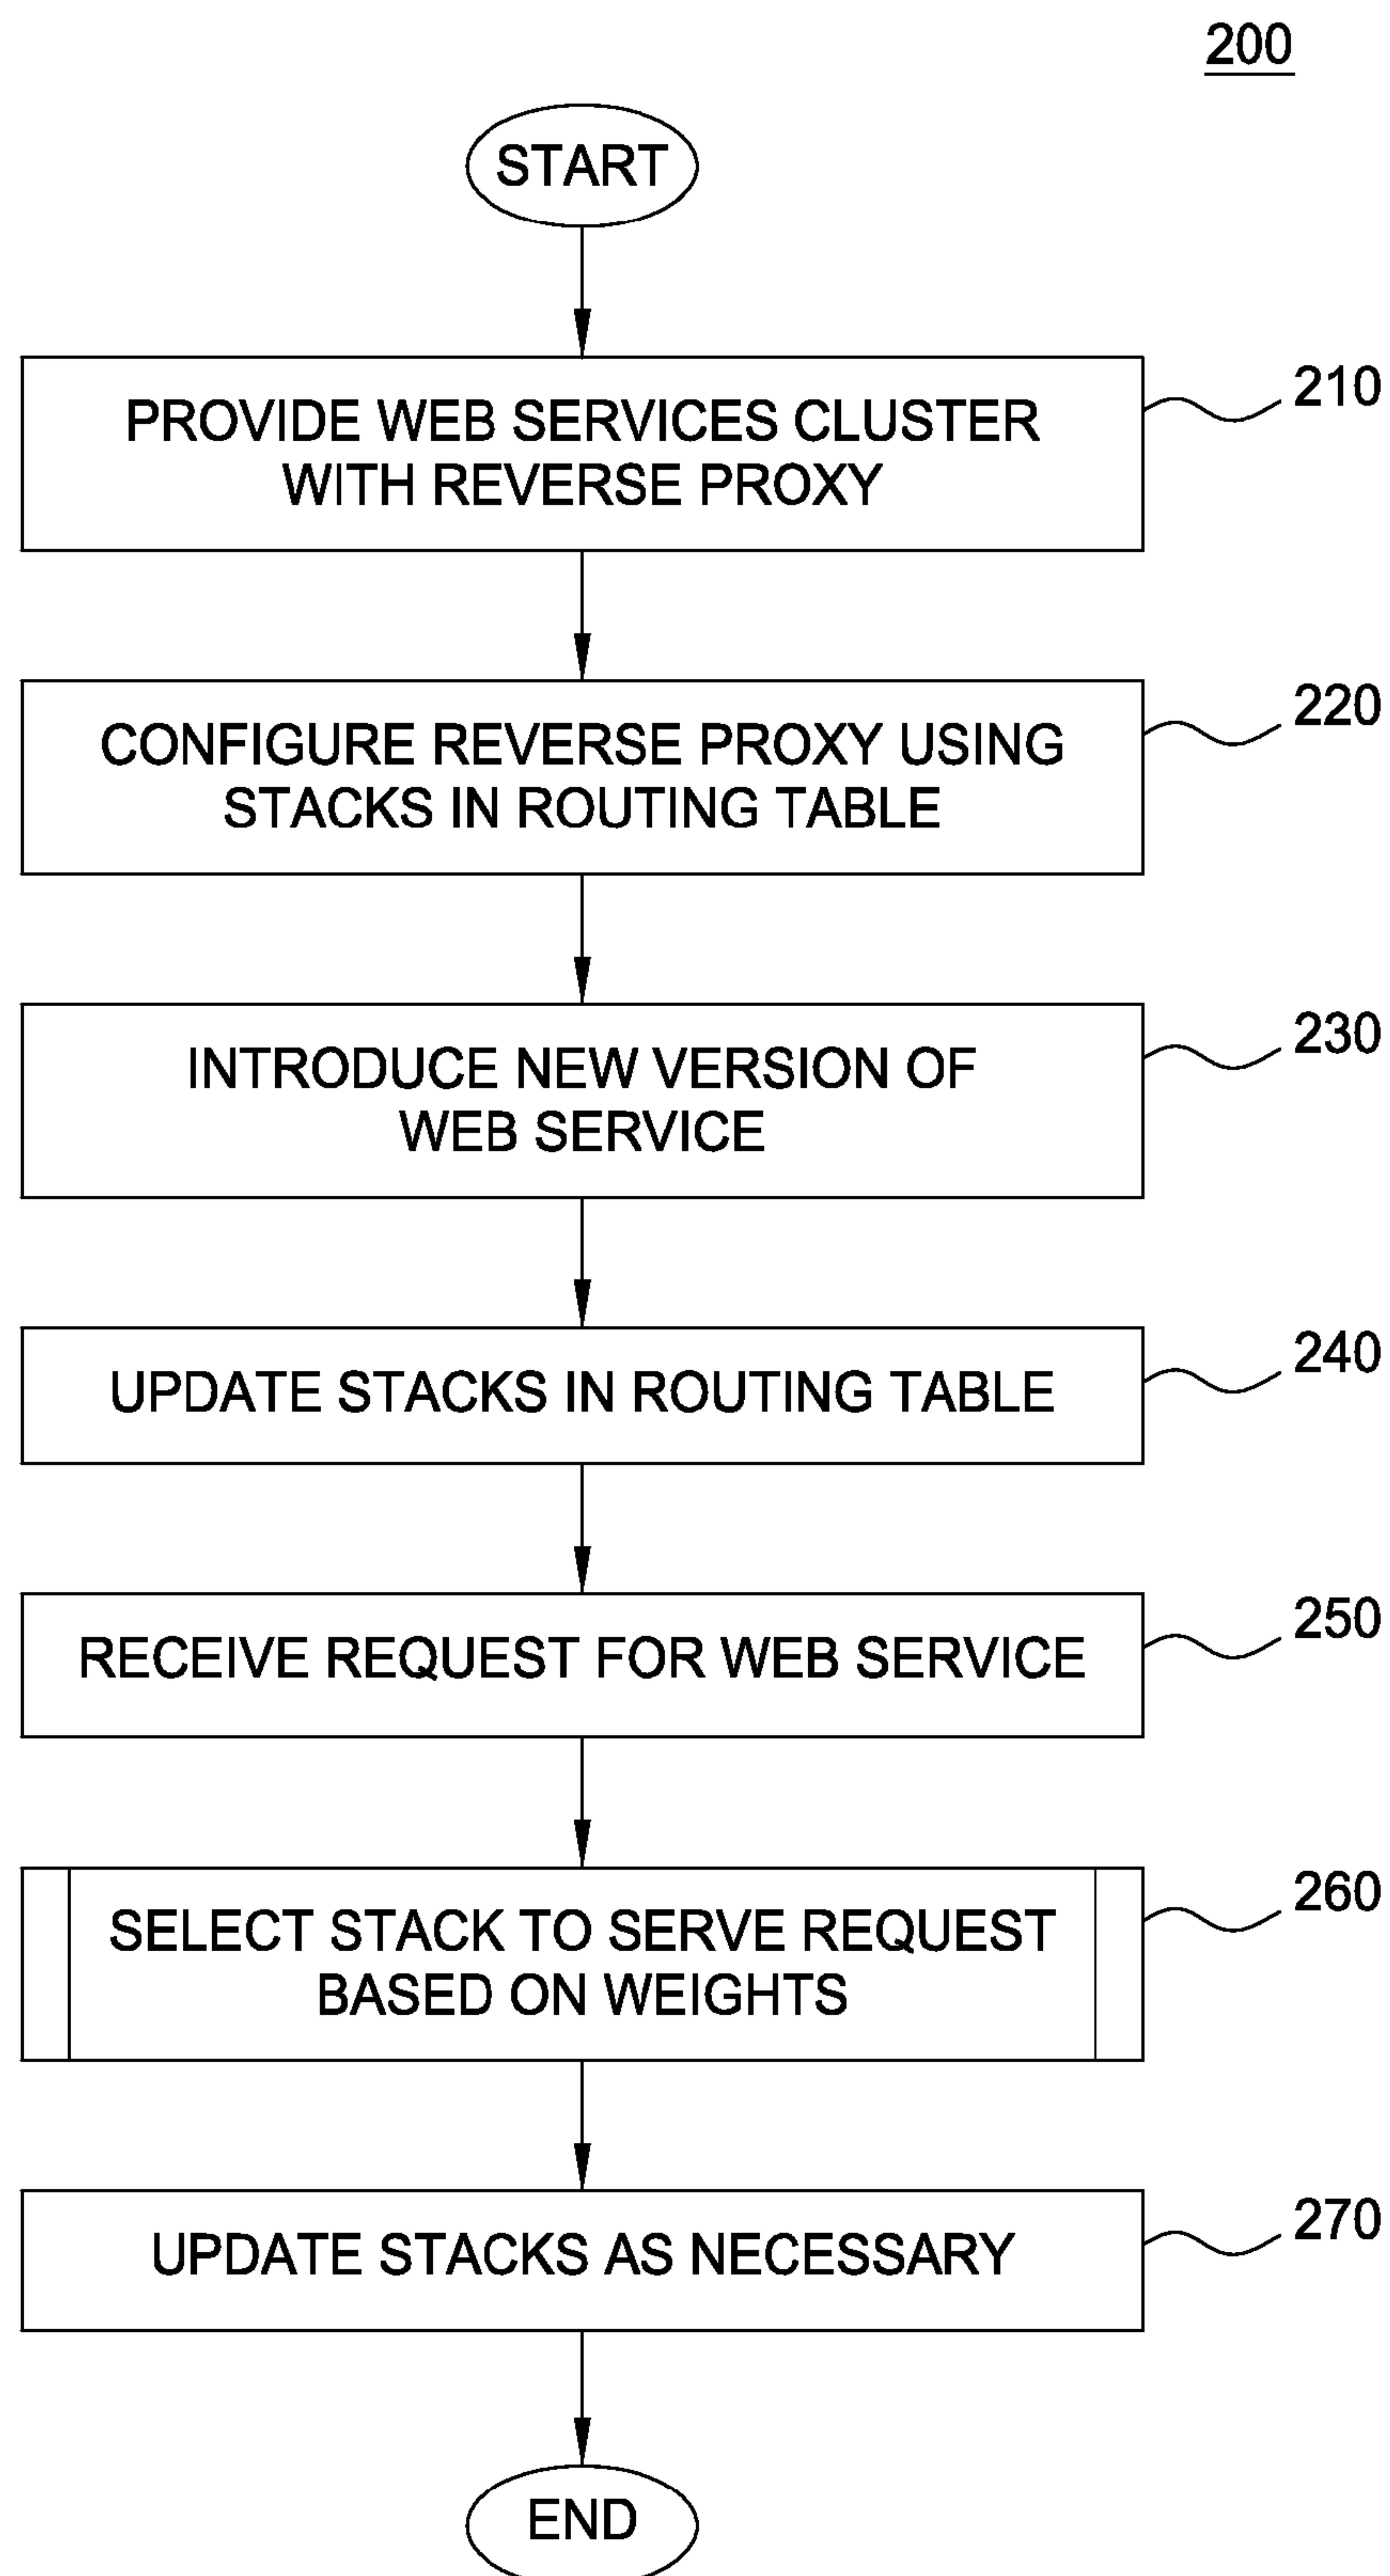 200
START
PROVIDE WEB SERVICES CLUSTER
WITH REVERSE PROXY
210
CONFIGURE REVERSE PROXY USING
STACKS IN ROUTING TABLE
220
INTRODUCE NEW VERSION OF
WEB SERVICE
230
UPDATE STACKS IN ROUTING TABLE
240
RECEIVE REQUEST FOR WEB SERVICE
250
SELECT STACK TO SERVE REQUEST
BASED ON WEIGHTS
260
UPDATE STACKS AS NECESSARY
270
END